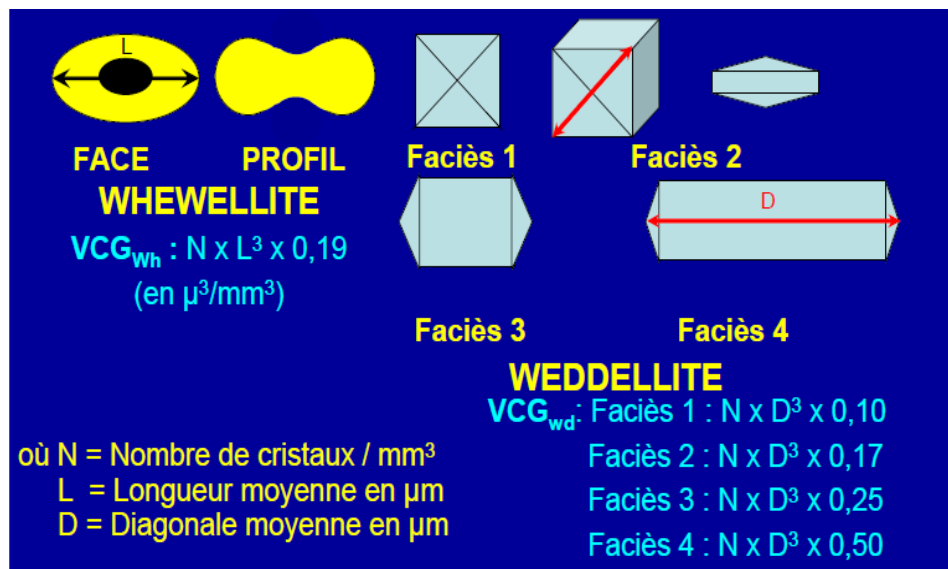 L
FACE PROFIL Faciès 1 Faciès 2
WHEWELLITE
VCG_Wh : N x L³ x 0,19
(en µ³/mm³)
D
Faciès 3 Faciès 4
WEDDELLITE
VCG_wd: Faciès 1 : N x D³ x 0,10
Faciès 2 : N x D³ x 0,17
Faciès 3 : N x D³ x 0,25
Faciès 4 : N x D³ x 0,50
où N = Nombre de cristaux / mm³
L = Longueur moyenne en µm
D = Diagonale moyenne en µm